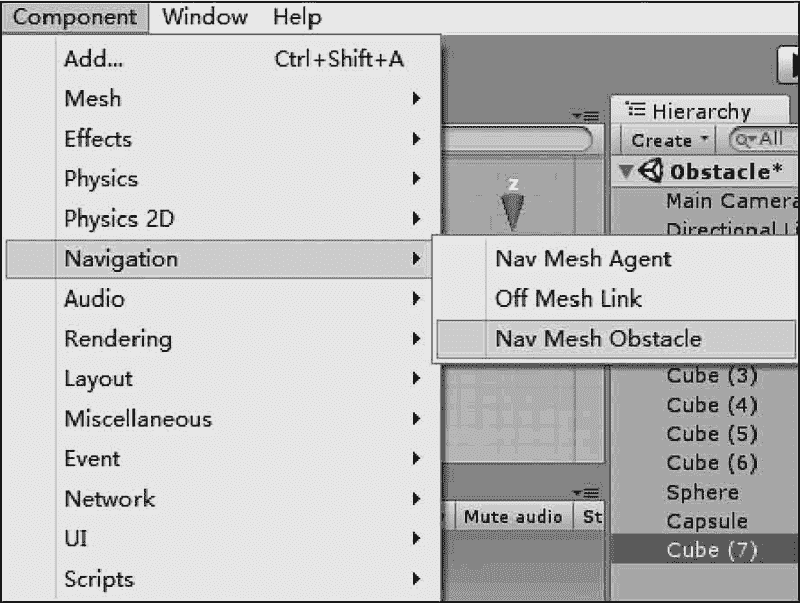 Component Window Help
Add... Ctrl+Shift+A
Mesh
Effects
Physics
Physics 2D
Navigation
Audio
Rendering
Layout
Miscellaneous
Event
Network
UI
Scripts
Nav Mesh Agent
Off Mesh Link
Nav Mesh Obstacle
Z
Mute audio St
Hierarchy
Create All
Obstacle*
Main Camera
Directional Li
Cube (3)
Cube (4)
Cube (5)
Cube (6)
Sphere
Capsule
Cube (7)